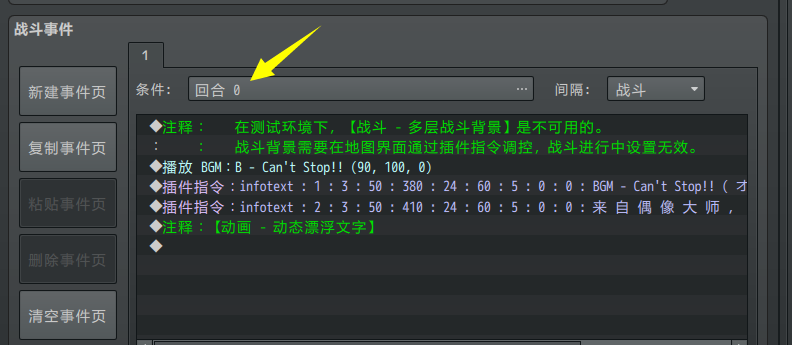 战斗事件
1
新建事件页
复制事件页
粘贴事件页
删除事件页
清空事件页
条件: 回合 0 ... 间隔: 战斗
◆注释： 在测试环境下，【战斗 - 多层战斗背景】是不可用的。
： ： 战斗背景需要在地图界面通过插件指令调控，战斗进行中设置无效。
◆播放 BGM：B - Can't Stop!! (90, 100, 0)
◆插件指令：infotext : 1 : 3 : 50 : 380 : 24 : 60 : 5 : 0 : 0 : BGM - Can't Stop!! (
◆插件指令：infotext : 2 : 3 : 50 : 410 : 24 : 60 : 5 : 0 : 0 : 来 自 偶 像 大 师 ，
◆注释：【动画 - 动态漂浮文字】
◆